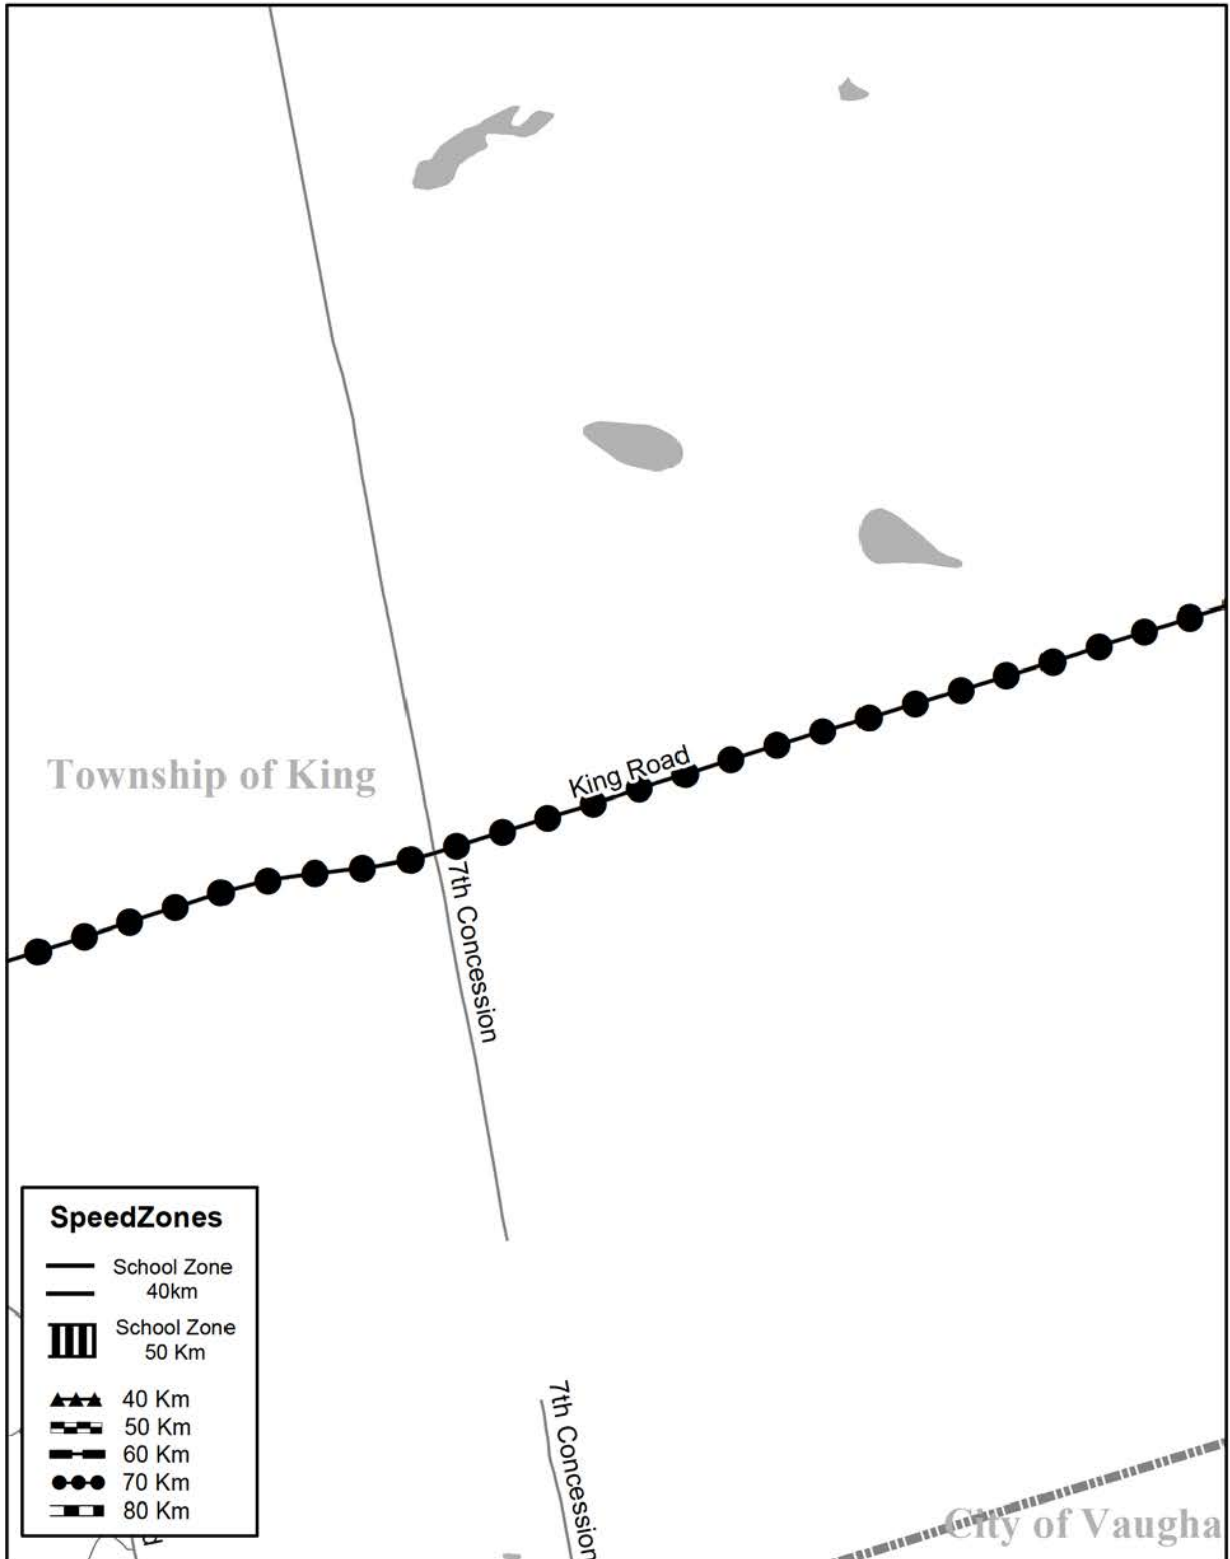 Township of King
King Road
7th Concession
SpeedZones
School Zone
40km
School Zone
50 Km
40 Km
50 Km
60 Km
70 Km
80 Km
7th Concession
City of Vaugha